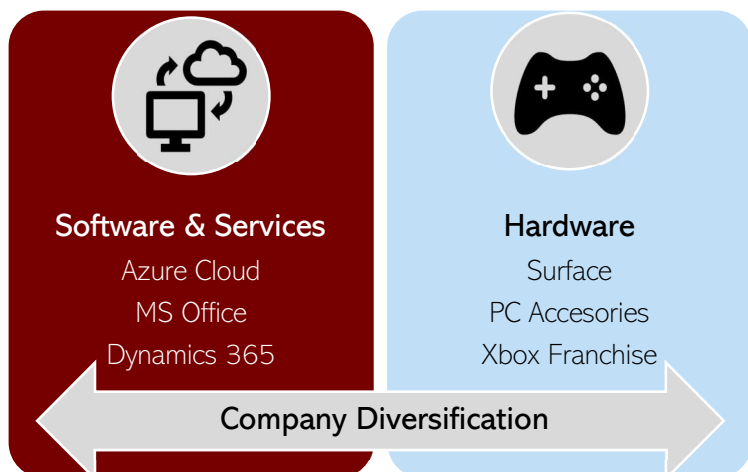 Software & Services
Azure Cloud
MS Office
Dynamics 365
Hardware
Surface
PC Accesories
Xbox Franchise
Company Diversification